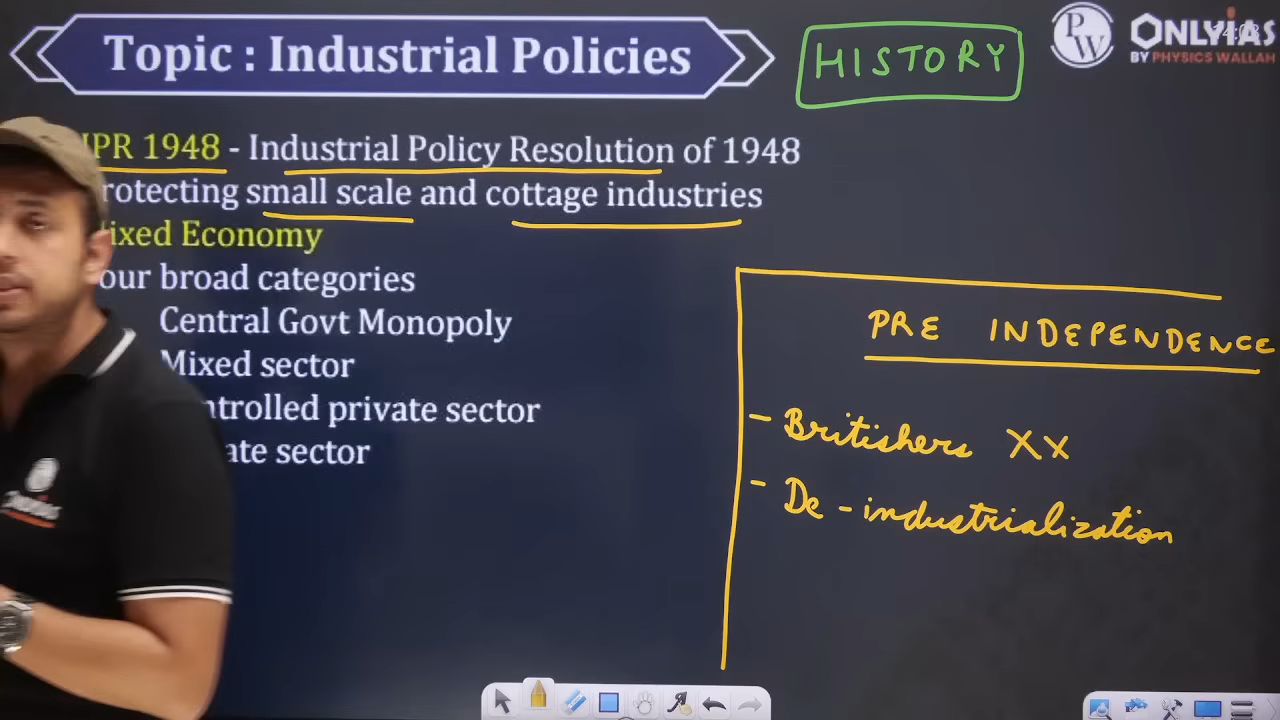 Topic : Industrial Policies
HISTORY
PW
ONLYIAS
BY PHYSICS WALLAH
IPR 1948 - Industrial Policy Resolution of 1948
rotecting small scale and cottage industries
ixed Economy
our broad categories
Central Govt Monopoly
Mixed sector
ntrolled private sector
ate sector
PRE INDEPENDENCE
- Britishers XX
- De-industrialization